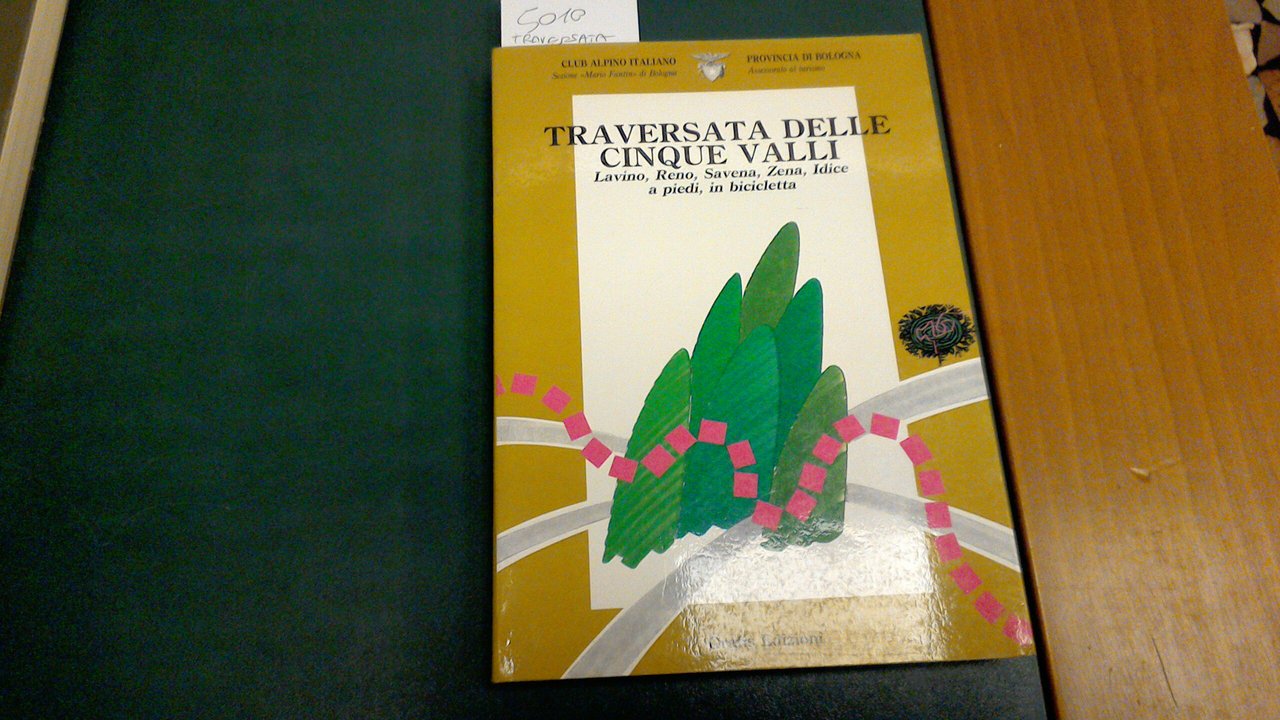 TRAVERSATA
CLUB ALPINO ITALIANO
Sezione «Mario Fantin» di Bologna
PROVINCIA DI BOLOGNA
Assessorato al turismo
TRAVERSATA DELLE
CINQUE VALLI
Lavino, Reno, Savena, Zena, Idice
a piedi, in bicicletta
Edizioni